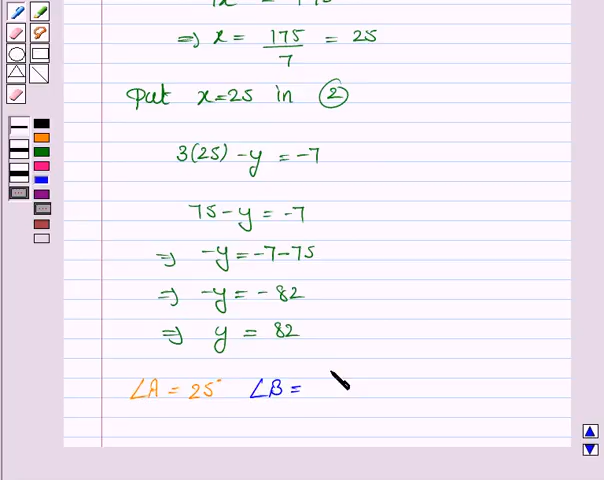 ⇒ x = 175/7 = 25
Put x=25 in ②
3(25) -y = -7
75 - y = -7
⇒ -y = -7-75
⇒ -y = -82
⇒ y = 82
∠A = 25° ∠B =